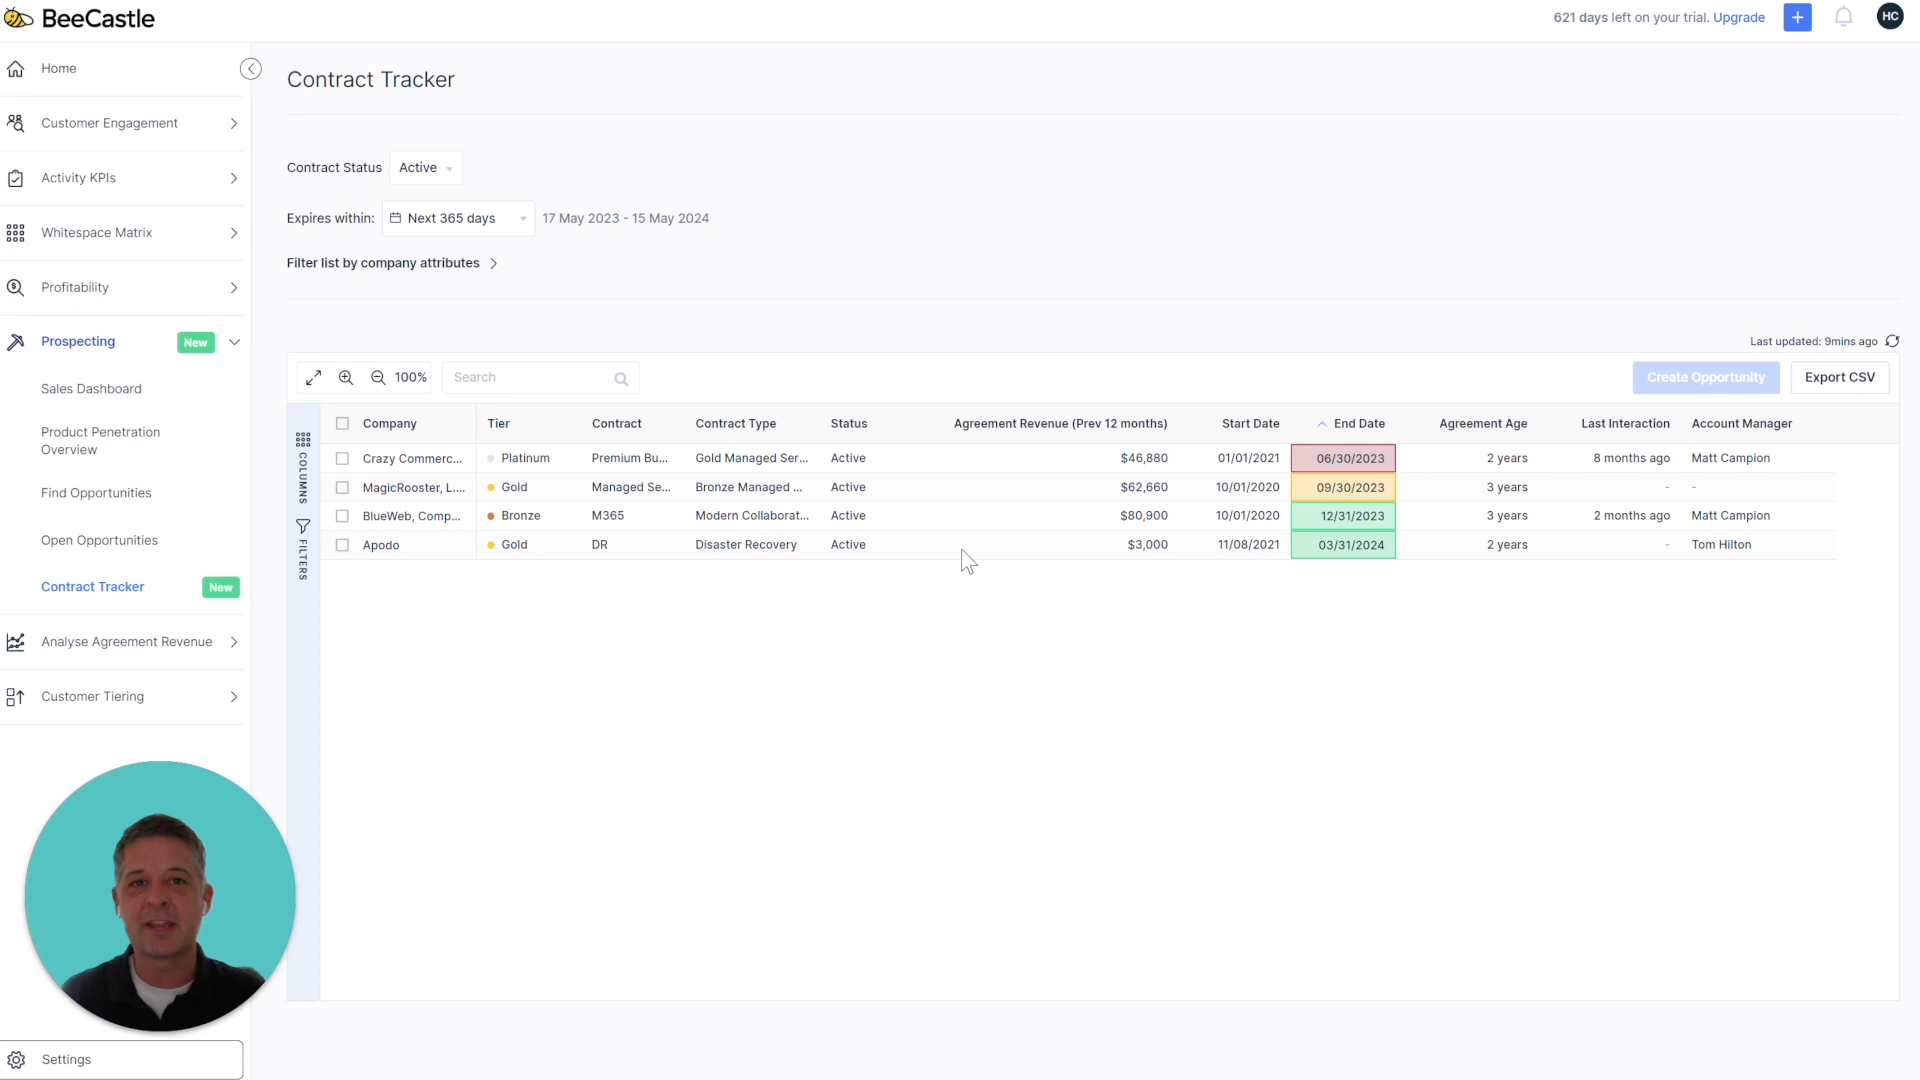 BeeCastle
621 days left on your trial. Upgrade
+
HC
Home
Customer Engagement
Activity KPIs
Whitespace Matrix
Profitability
Prospecting New
Sales Dashboard
Product Penetration
Overview
Find Opportunities
Open Opportunities
Contract Tracker New
Analyse Agreement Revenue
Customer Tiering
Settings
Contract Tracker
Contract Status Active
Expires within: Next 365 days 17 May 2023 - 15 May 2024
Filter list by company attributes
Last updated: 9mins ago
100% Search Create Opportunity Export CSV
COLUMNS
FILTERS
Company Tier Contract Contract Type Status Agreement Revenue (Prev 12 months) Start Date End Date Agreement Age Last Interaction Account Manager
Crazy Commerc... Platinum Premium Bu... Gold Managed Ser... Active $46,880 01/01/2021 06/30/2023 2 years 8 months ago Matt Campion
MagicRooster, L.... Gold Managed Se... Bronze Managed ... Active $62,660 10/01/2020 09/30/2023 3 years - -
BlueWeb, Comp... Bronze M365 Modern Collaborat... Active $80,900 10/01/2020 12/31/2023 3 years 2 months ago Matt Campion
Apodo Gold DR Disaster Recovery Active $3,000 11/08/2021 03/31/2024 2 years - Tom Hilton